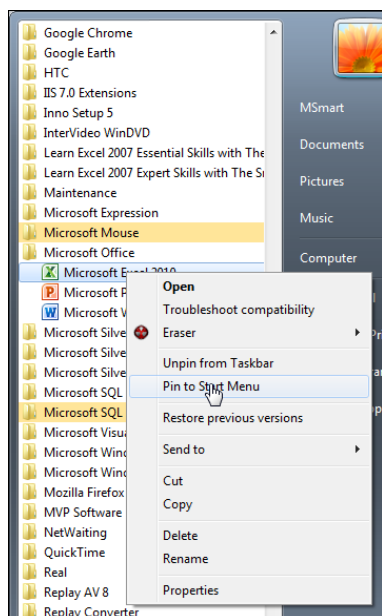 Google Chrome
Google Earth
HTC
IIS 7.0 Extensions
Inno Setup 5
InterVideo WinDVD
Learn Excel 2007 Essential Skills with The
Learn Excel 2007 Expert Skills with The S
Maintenance
Microsoft Expression
Microsoft Mouse
Microsoft Office
Microsoft Excel 2010
Microsoft P
Microsoft W
Microsoft Silve
Microsoft Silve
Microsoft Silve
Microsoft SQL
Microsoft SQL
Microsoft Visua
Microsoft Wind
Microsoft Wind
Mozilla Firefox
MVP Software
NetWaiting
QuickTime
Real
Replay AV 8
Replay Converter
MSmart
Documents
Pictures
Music
Computer
Open
Troubleshoot compatibility
Eraser
Unpin from Taskbar
Pin to Start Menu
Restore previous versions
Send to
Cut
Copy
Delete
Rename
Properties